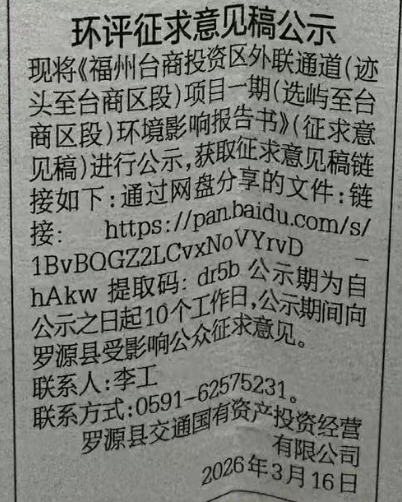 环评征求意见稿公示
现将《福州台商投资区外联通道(迹
头至台商区段)项目一期(选屿至台
商区段)环境影响报告书》(征求意
见稿)进行公示,获取征求意见稿链
接如下:通过网盘分享的文件:链
接: https://pan.baidu.com/s/
1BvBQGZ2LCvxNoVYrvD_
hAkw 提取码: dr5b 公示期为自
公示之日起10个工作日,公示期间向
罗源县受影响公众征求意见。
联系人:李工
联系方式:0591-62575231。
罗源县交通国有资产投资经营
有限公司
2026年3月16日